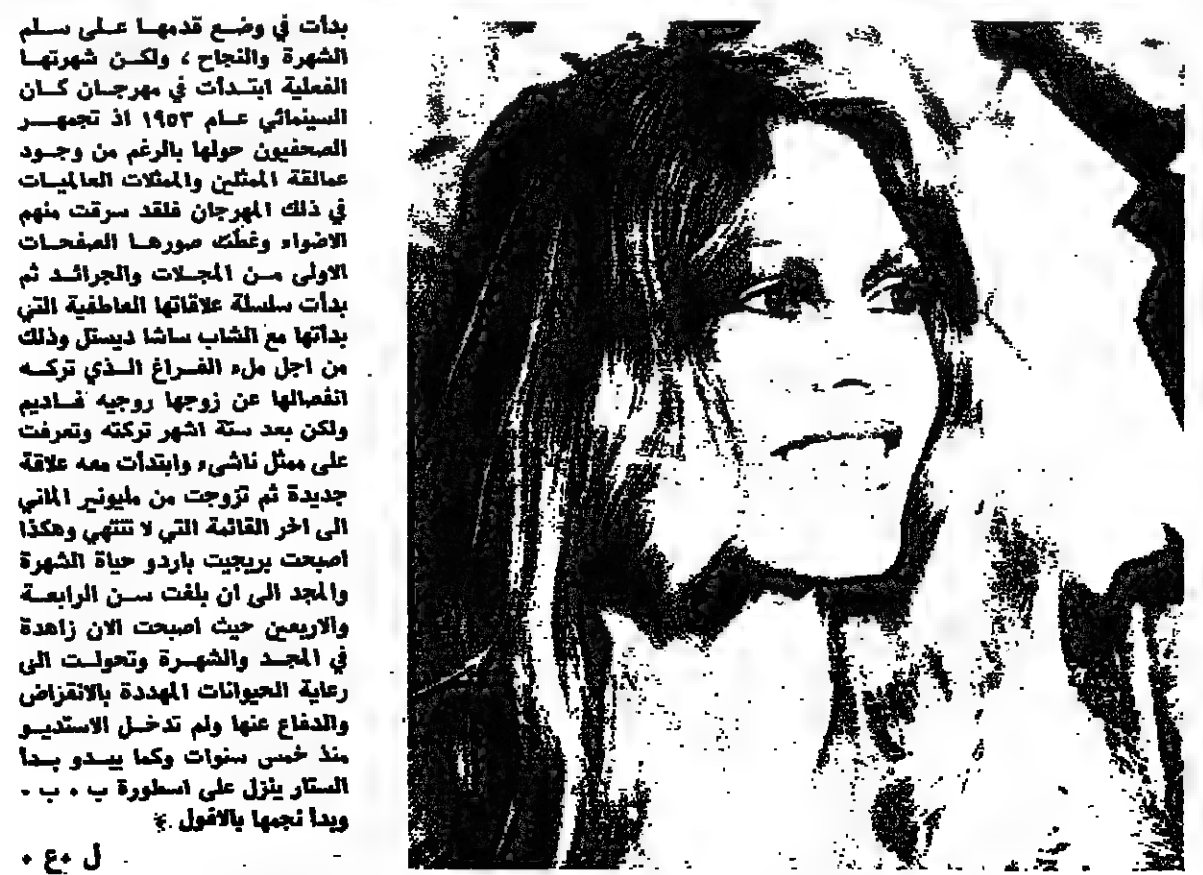 بدأت في وضع قدمها على سلم
الشهرة والنجاح ، ولكن شهرتها
الفعلية ابتدأت في مهرجان كان
السينمائي عام ١٩٥٣ اذ تجمهر
الصحفيون حولها بالرغم من وجود
عمالقة الممثلين والممثلات العالميات
في ذلك المهرجان فلقد سرقت منهم
الاضواء وغطّت صورها الصفحات
الاولى من المجلات والجرائد ثم
بدأت سلسلة علاقاتها العاطفية التي
بدأتها مع الشاب ساشا ديستل وذلك
من اجل ملء الفراغ الذي تركه
انفصالها عن زوجها روجيه فاديم
ولكن بعد ستة اشهر تركته وتعرفت
على ممثل ناشىء وابتدأت معه علاقة
جديدة ثم تزوجت من مليونير الماني
الى اخر القائمة التي لا تنتهي وهكذا
اصبحت بريجيت باردو حياة الشهرة
والمجد الى ان بلغت سن الرابعة
والاربعين حيث اصبحت الان زاهدة
في المجد والشهرة وتحولت الى
رعاية الحيوانات المهددة بالانقراض
والدفاع عنها ولم تدخل الاستديو
منذ خمس سنوات وكما يبدو بدأ
الستار ينزل على اسطورة ب . ب .
وبدأ نجمها بالافول
ل . ع .